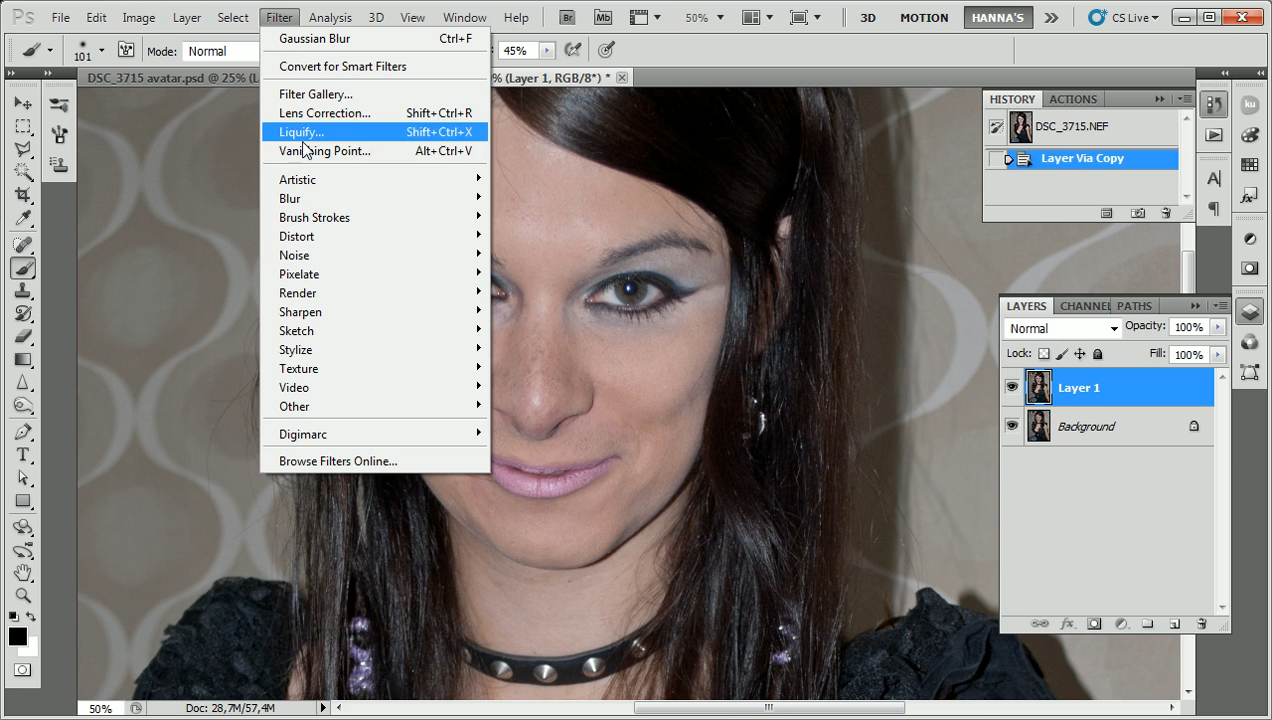 Ps File Edit Image Layer Select Filter Analysis 3D View Window Help Br Mb 50% 3D MOTION HANNA'S CS Live
101 Mode: Normal 45%
DSC_3715 avatar.psd @ 25% (L % (Layer 1, RGB/8*) *
Gaussian Blur Ctrl+F
Convert for Smart Filters
Filter Gallery...
Lens Correction... Shift+Ctrl+R
Liquify... Shift+Ctrl+X
Vanishing Point... Alt+Ctrl+V
Artistic
Blur
Brush Strokes
Distort
Noise
Pixelate
Render
Sharpen
Sketch
Stylize
Texture
Video
Other
Digimarc
Browse Filters Online...
HISTORY ACTIONS
DSC_3715.NEF
Layer Via Copy
ku
LAYERS CHANNEL PATHS
Normal Opacity: 100%
Lock: Fill: 100%
Layer 1
Background
50% Doc: 28,7M/57,4M